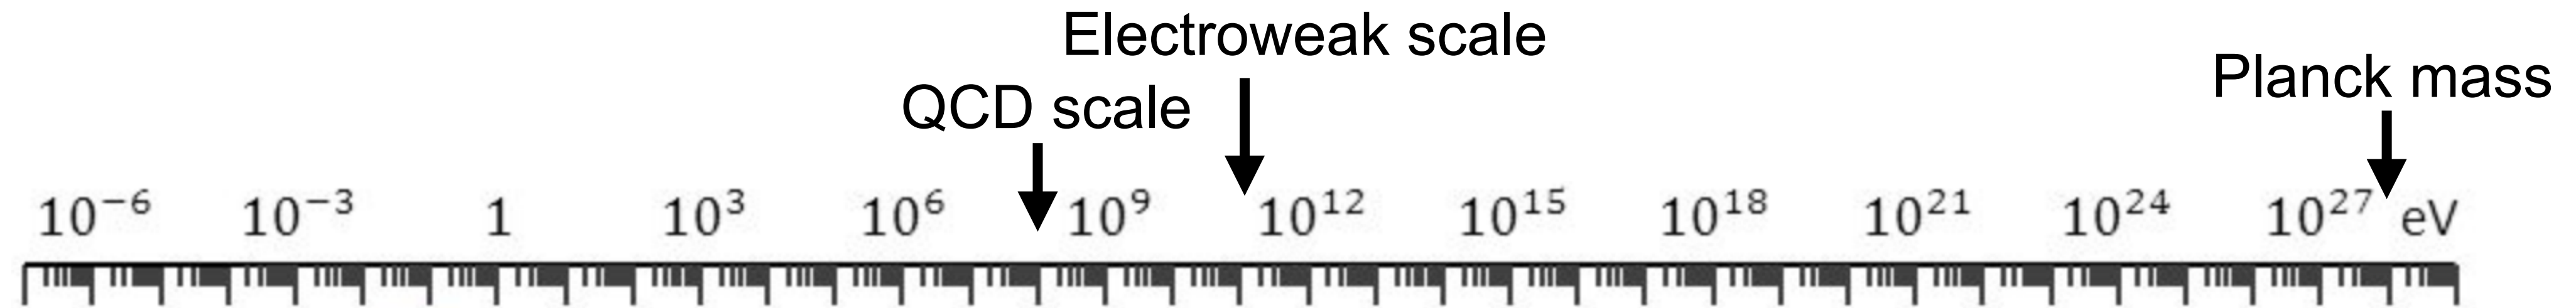 Electroweak scale
Planck mass
QCD scale
10⁻⁶ 10⁻³ 1 10³ 10⁶ 10⁹ 10¹² 10¹⁵ 10¹⁸ 10²¹ 10²⁴ 10²⁷ eV